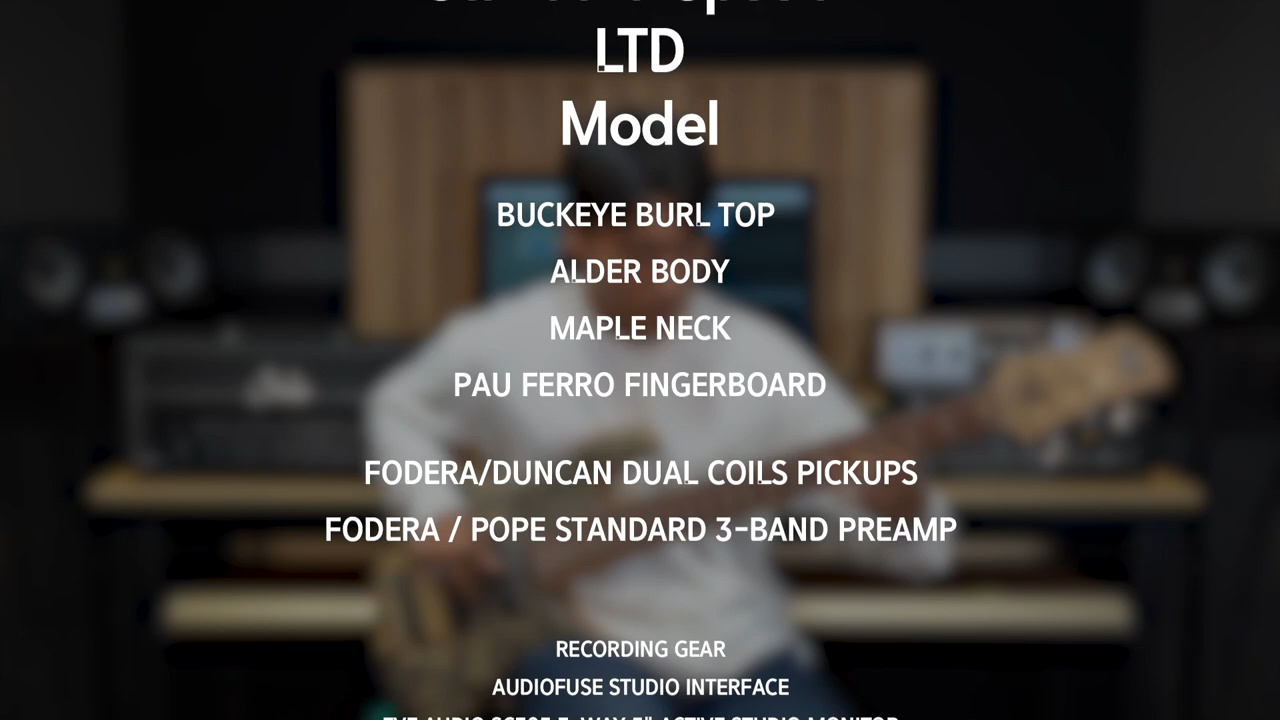 LTD
Model
BUCKEYE BURL TOP
ALDER BODY
MAPLE NECK
PAU FERRO FINGERBOARD
FODERA/DUNCAN DUAL COILS PICKUPS
FODERA / POPE STANDARD 3-BAND PREAMP
RECORDING GEAR
AUDIOFUSE STUDIO INTERFACE